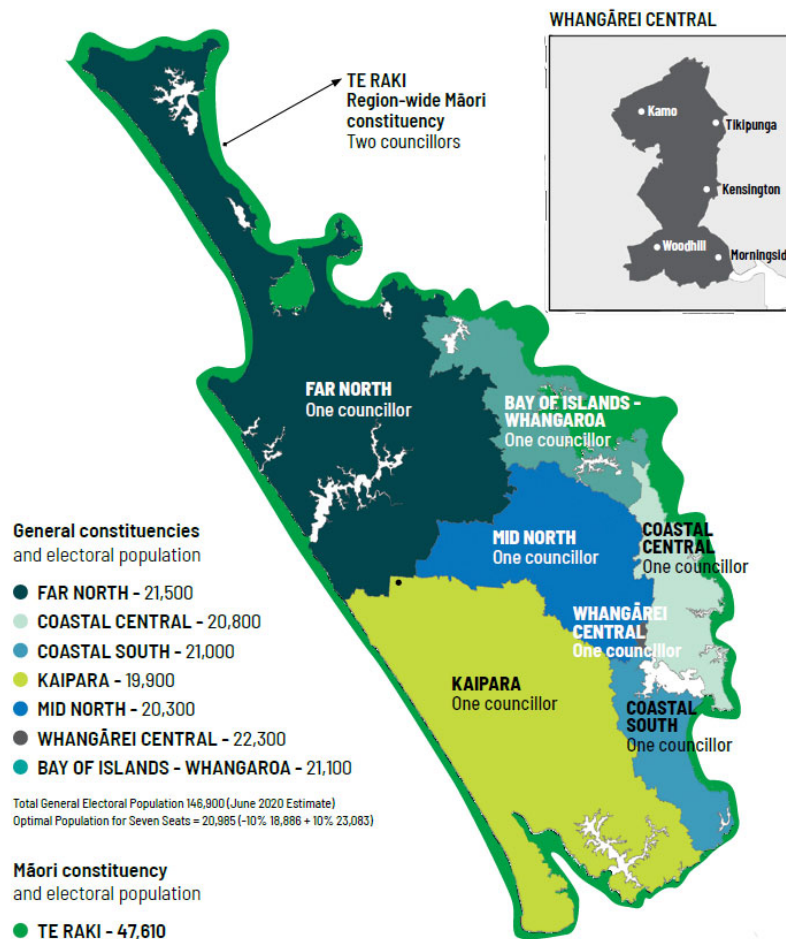 WHANGĀREI CENTRAL
Kamo
Tikipunga
Kensington
Woodhill
Morningsid
TE RAKI
Region-wide Māori
constituency
Two councillors
FAR NORTH
One councillor
BAY OF ISLANDS -
WHANGAROA
One councillor
MID NORTH
One councillor
COASTAL
CENTRAL
One councillor
WHANGĀREI
CENTRAL
One councillor
KAIPARA
One councillor
COASTAL
SOUTH
One councillor
General constituencies
and electoral population
FAR NORTH - 21,500
COASTAL CENTRAL - 20,800
COASTAL SOUTH - 21,000
KAIPARA - 19,900
MID NORTH - 20,300
WHANGĀREI CENTRAL - 22,300
BAY OF ISLANDS - WHANGAROA - 21,100
Total General Electoral Population 146,900 (June 2020 Estimate)
Optimal Population for Seven Seats = 20,985 (-10% 18,886 + 10% 23,083)
Māori constituency
and electoral population
TE RAKI - 47,610